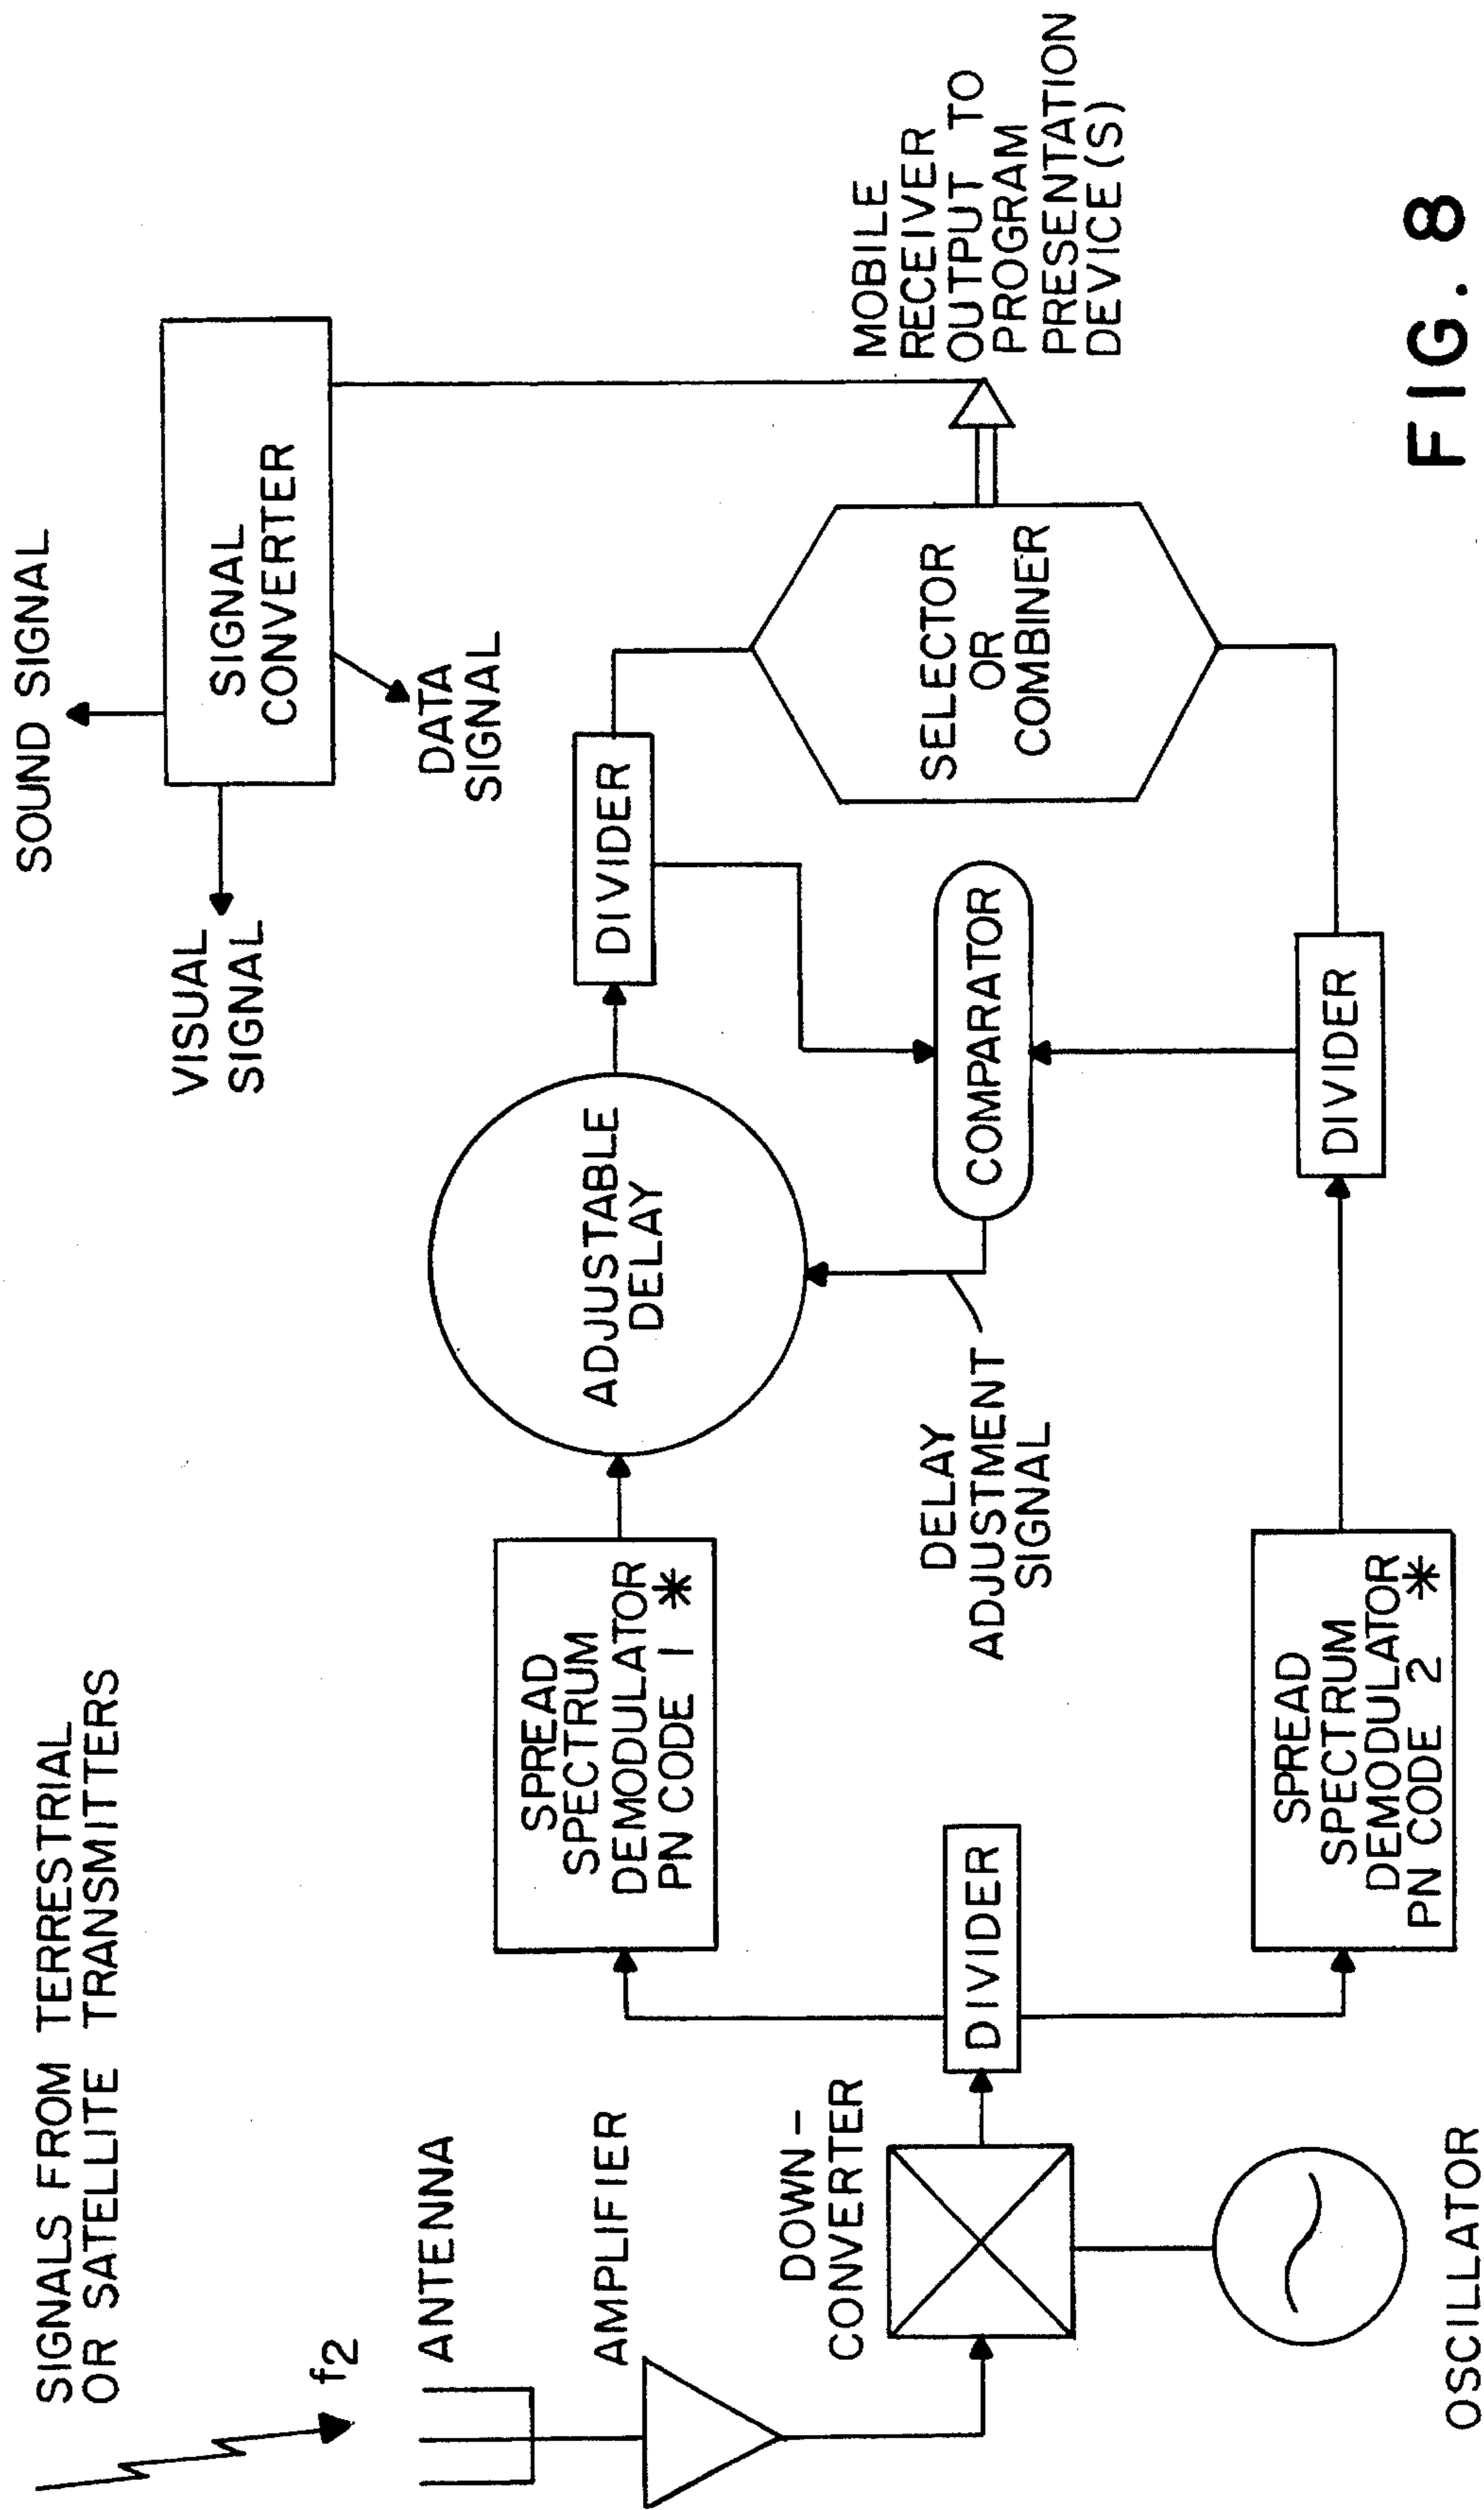 SIGNALS FROM TERRESTRIAL
OR SATELLITE TRANSMITTERS
f2
ANTENNA
AMPLIFIER
DOWN-
CONVERTER
OSCILLATOR
DIVIDER
SPREAD
SPECTRUM
DEMODULATOR
PN CODE 1 *
SPREAD
SPECTRUM
DEMODULATOR
PN CODE 2 *
ADJUSTABLE
DELAY
DELAY
ADJUSTMENT
SIGNAL
COMPARATOR
DIVIDER
DIVIDER
SELECTOR
OR
COMBINER
SOUND SIGNAL
VISUAL
SIGNAL
SIGNAL
CONVERTER
DATA
SIGNAL
MOBILE
RECEIVER
OUTPUT TO
PROGRAM
PRESENTATION
DEVICE(S)
FIG. 8